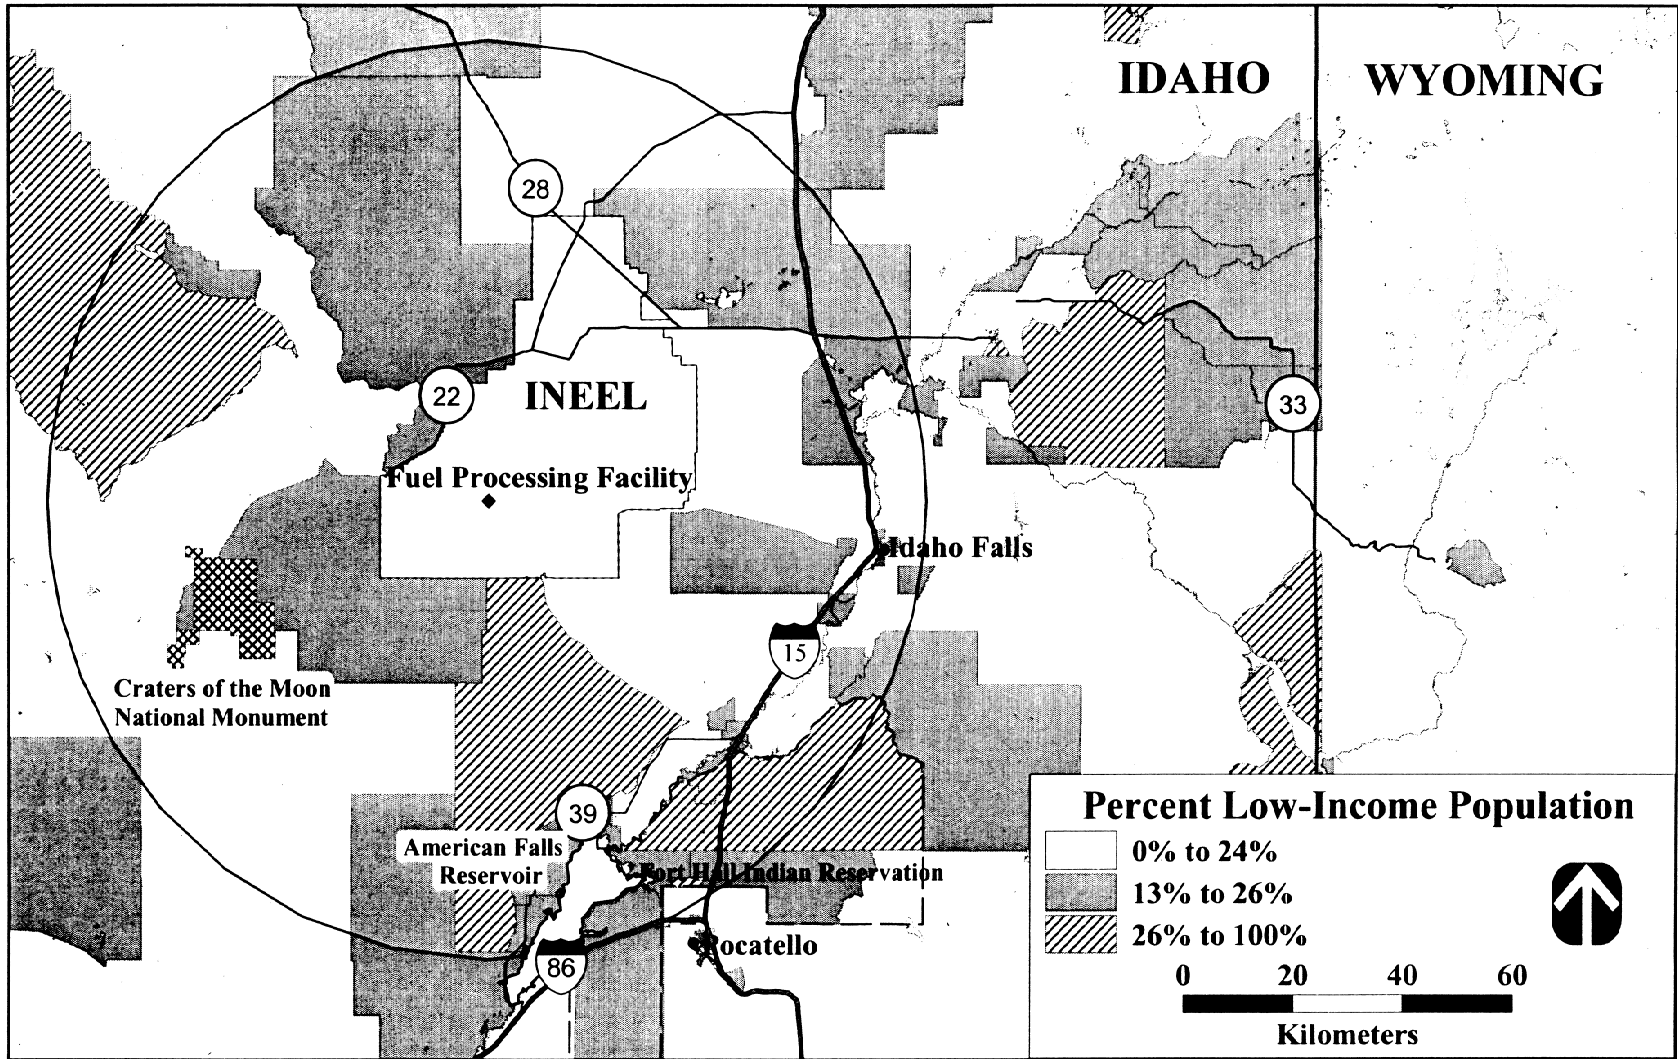 IDAHO WYOMING
28
22
INEEL
33
Fuel Processing Facility
Idaho Falls
15
Craters of the Moon
National Monument
39
American Falls
Reservoir
Fort Hall Indian Reservation
Pocatello
86
Percent Low-Income Population
0% to 24%
13% to 26%
26% to 100%
0 20 40 60
Kilometers